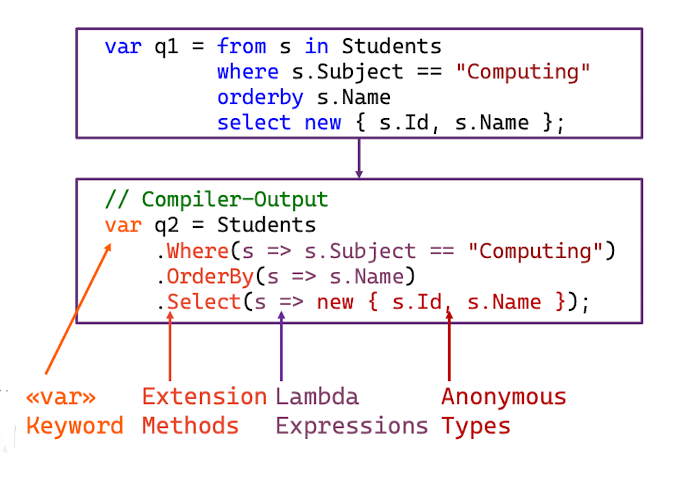 var q1 = from s in Students
where s.Subject == "Computing"
orderby s.Name
select new { s.Id, s.Name };
// Compiler-Output
var q2 = Students
.Where(s => s.Subject == "Computing")
.OrderBy(s => s.Name)
.Select(s => new { s.Id, s.Name });
«var» Keyword
Extension Methods
Lambda Expressions
Anonymous Types